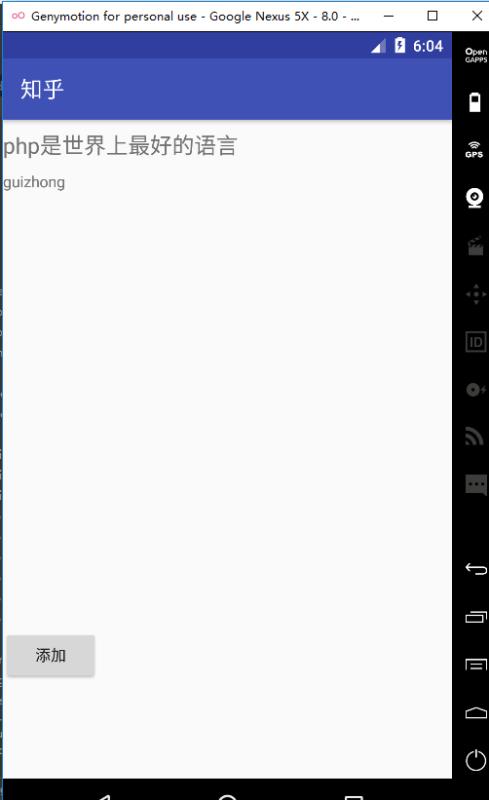 Genymotion for personal use - Google Nexus 5X - 8.0 - ...
6:04
Open
GAPPS
知乎
php是世界上最好的语言
GPS
guizhong
ID
添加